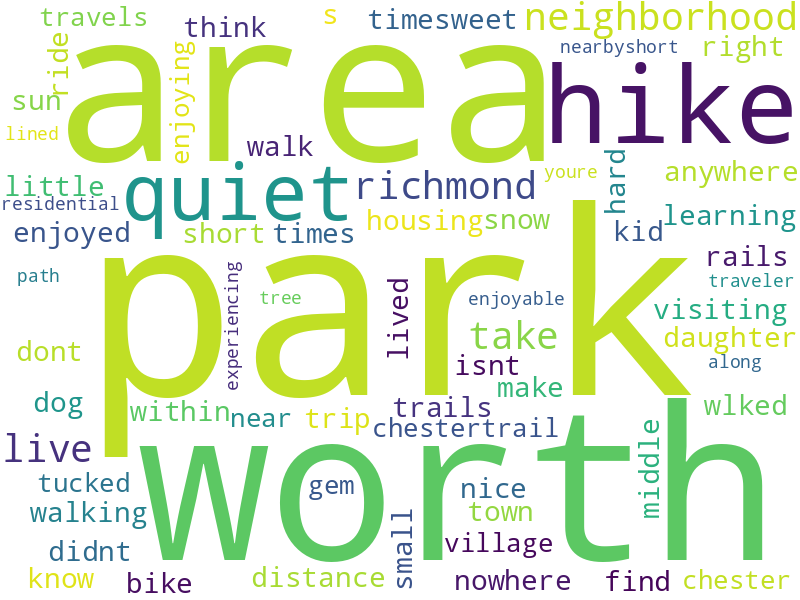 travels
think
s
timesweet
neighborhood
ride
area
enjoying
nearbyshort
right
sun
hike
lined
walk
quiet
richmond
youre
hard
anywhere
little
residential
housing
snow
learning
enjoyed
short
times
kid
park
rails
path
experiencing
tree
lived
enjoyable
traveler
visiting
take
daughter
dont
isnt
along
make
dog
within
near
trip
trails
wlked
live
chestertrail
worth
middle
tucked
gem
nice
walking
small
town
didnt
village
know
bike
distance
nowhere
find
chester